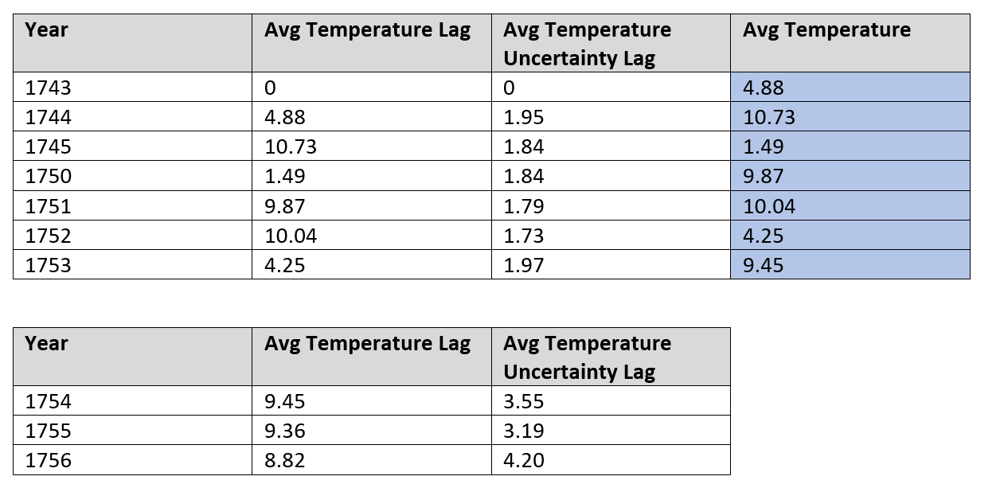 Year Avg Temperature Lag Avg Temperature Avg Temperature
Uncertainty Lag
1743 0 0 4.88
1744 4.88 1.95 10.73
1745 10.73 1.84 1.49
1750 1.49 1.84 9.87
1751 9.87 1.79 10.04
1752 10.04 1.73 4.25
1753 4.25 1.97 9.45
Year Avg Temperature Lag Avg Temperature
Uncertainty Lag
1754 9.45 3.55
1755 9.36 3.19
1756 8.82 4.20